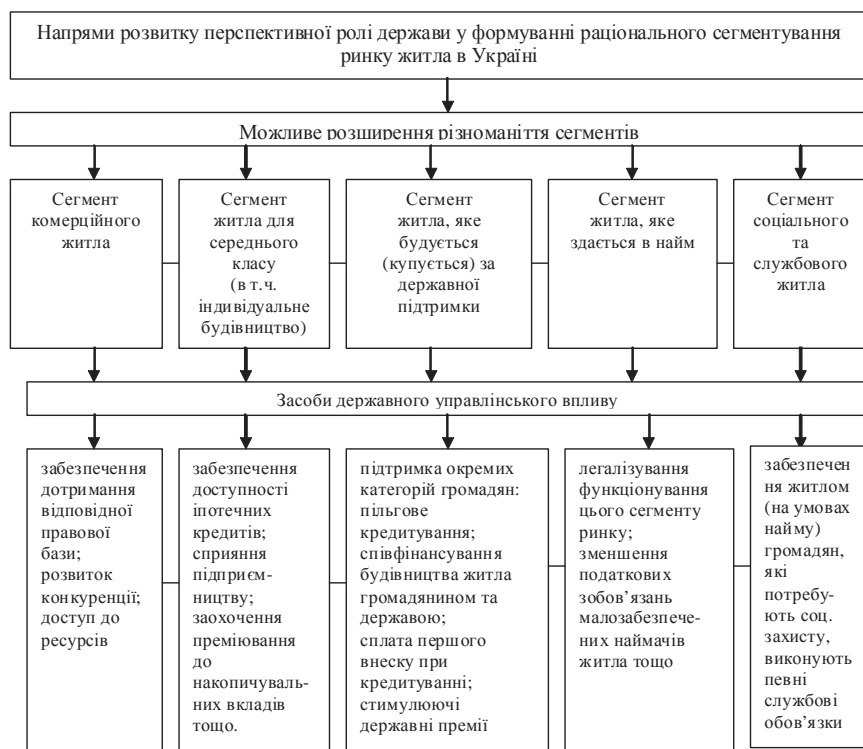 Напрями розвитку перспективної ролі держави у формуванні раціонального сегментування
ринку житла в Україні
Можливе розширення різноманіття сегментів
Сегмент
комерційного
житла
Сегмент
житла для
середнього
класу
(в т.ч.
індивідуальне
будівництво)
Сегмент
житла, яке
будується
(купується) за
державної
підтримки
Сегмент
житла, яке
здається в найм
Сегмент
соціального
та
службового
житла
Засоби державного управлінського впливу
забезпечення
дотримання
відповідної
правової
бази;
розвиток
конкуренції;
доступ до
ресурсів
забезпечення
доступності
іпотечних
кредитів;
сприяння
підприєм-
ництву;
заохочення
преміювання
до
накопичуваль-
них вкладів
тощо.
підтримка окремих
категорій громадян:
пільгове
кредитування;
співфінансування
будівництва житла
громадянином та
державою;
сплата першого
внеску при
кредитуванні;
стимулюючі
державні премії
легалізування
функціонування
цього сегменту
ринку;
зменшення
податкових
зобов’язань
малозабезпе-
чених наймачів
житла тощо
забезпечен
ня житлом
(на умовах
найму)
громадян,
які
потребу-
ють соц.
захисту,
виконують
певні
службові
обов’язки